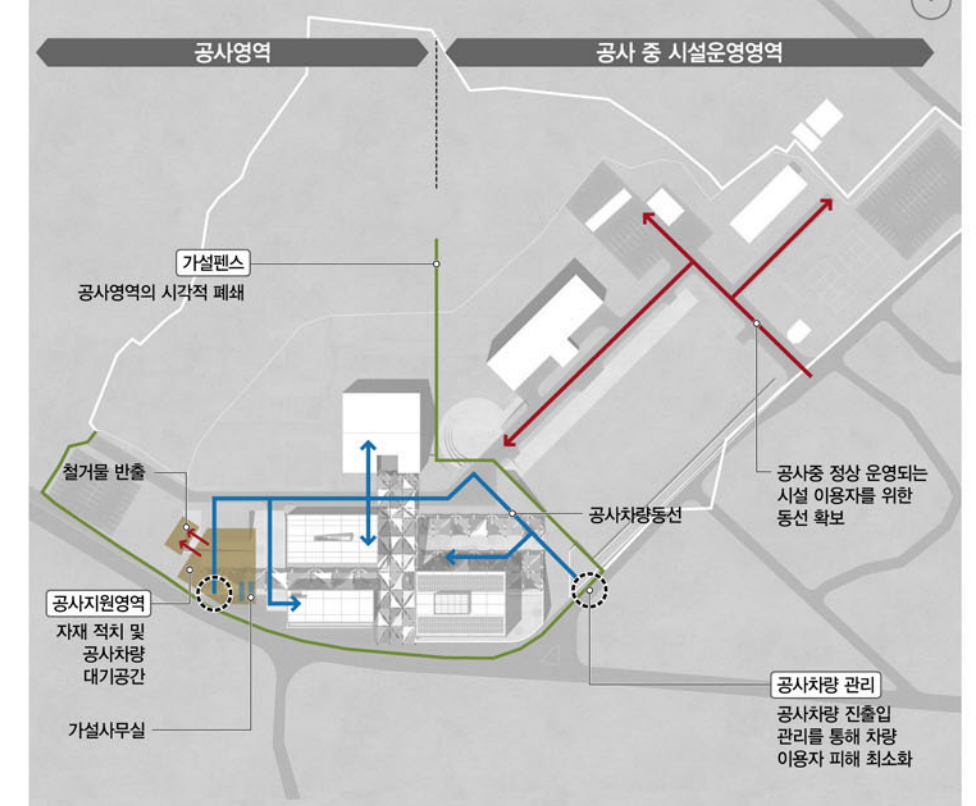 공사영역
공사 중 시설운영영역
가설펜스
공사영역의 시각적 폐쇄
철거물 반출
공사중 정상 운영되는
시설 이용자를 위한
동선 확보
공사차량동선
공사지원영역
자재 적치 및
공사차량
대기공간
가설사무실
공사차량 관리
공사차량 진출입
관리를 통해 차량
이용자 피해 최소화